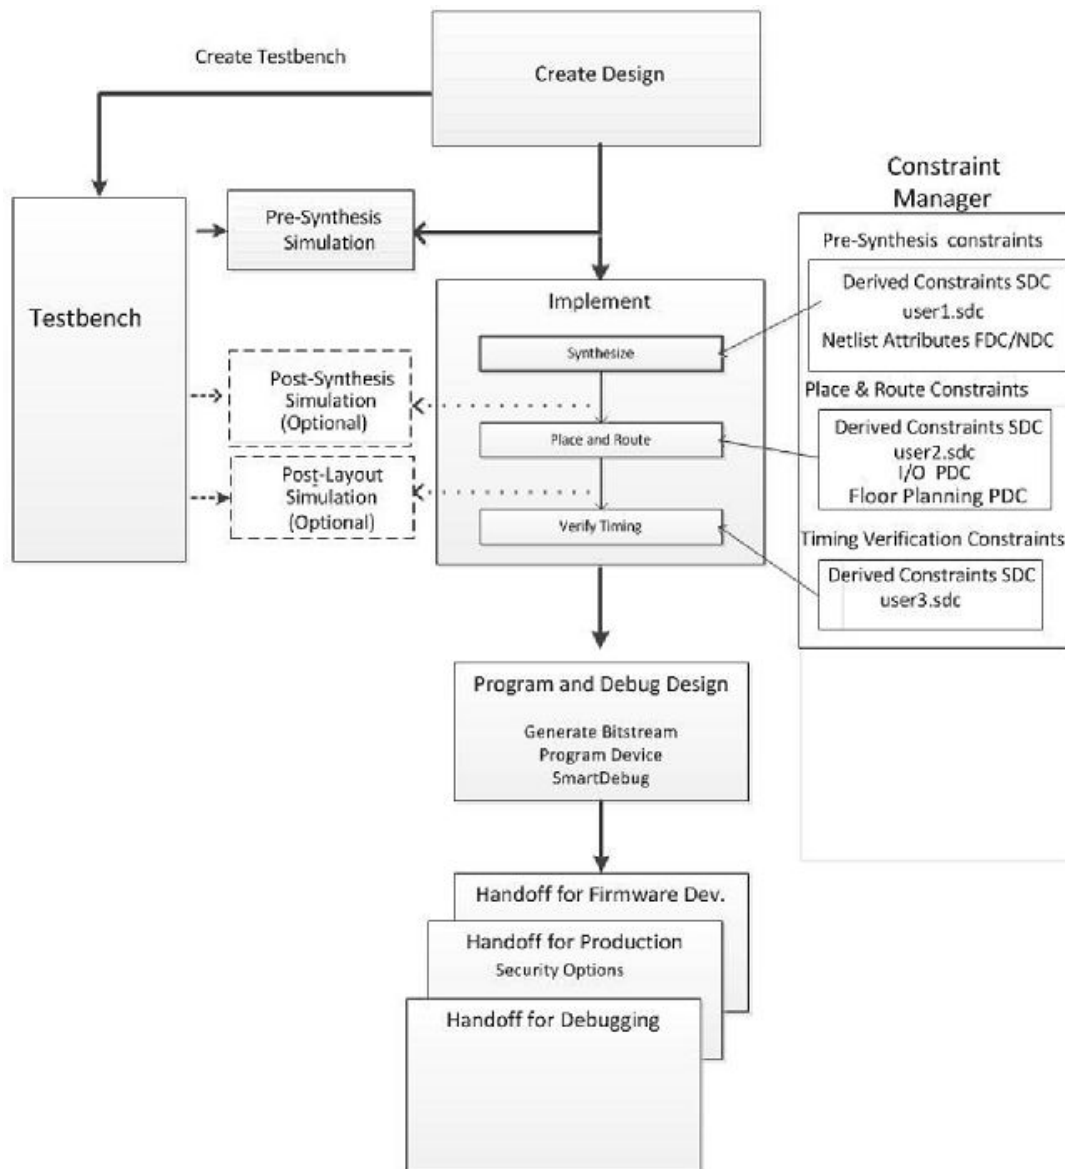 Create Testbench
Create Design
Constraint
Manager
Pre-Synthesis
Simulation
Pre-Synthesis constraints
Derived Constraints SDC
user1.sdc
Netlist Attributes FDC/NDC
Testbench
Implement
Synthesize
Post-Synthesis
Simulation
(Optional)
Place & Route Constraints
Derived Constraints SDC
user2.sdc
I/O PDC
Floor Planning PDC
Place and Route
Post-Layout
Simulation
(Optional)
Verify Timing
Timing Verification Constraints
Derived Constraints SDC
user3.sdc
Program and Debug Design
Generate Bitstream
Program Device
SmartDebug
Handoff for Firmware Dev.
Handoff for Production
Security Options
Handoff for Debugging